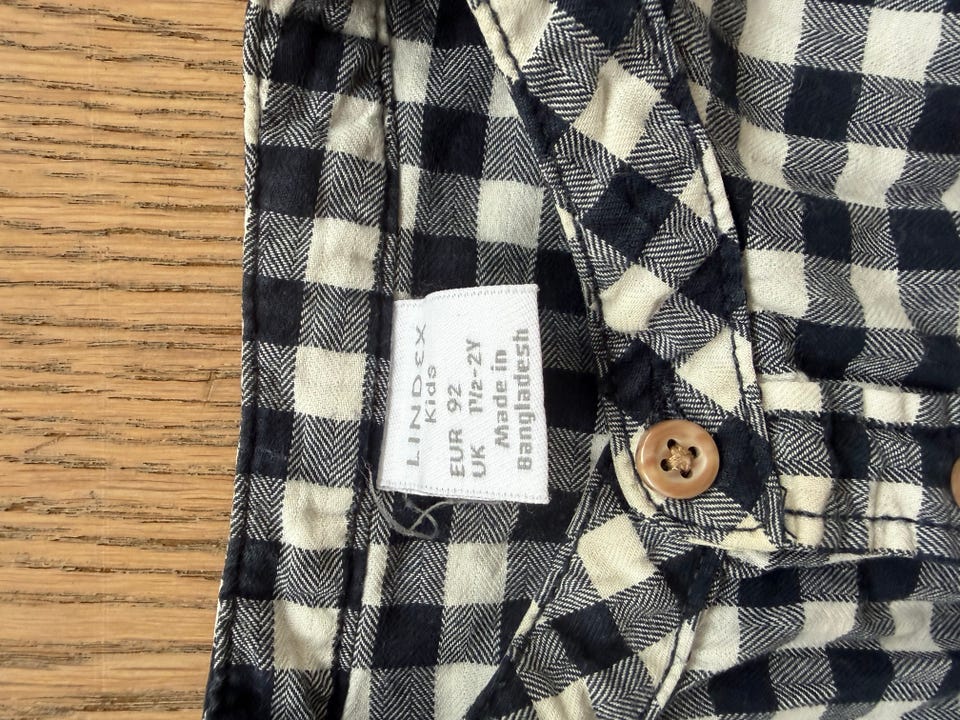 LINDEX
Kids
EUR 92
UK 1½-2Y
Made in
Bangladesh